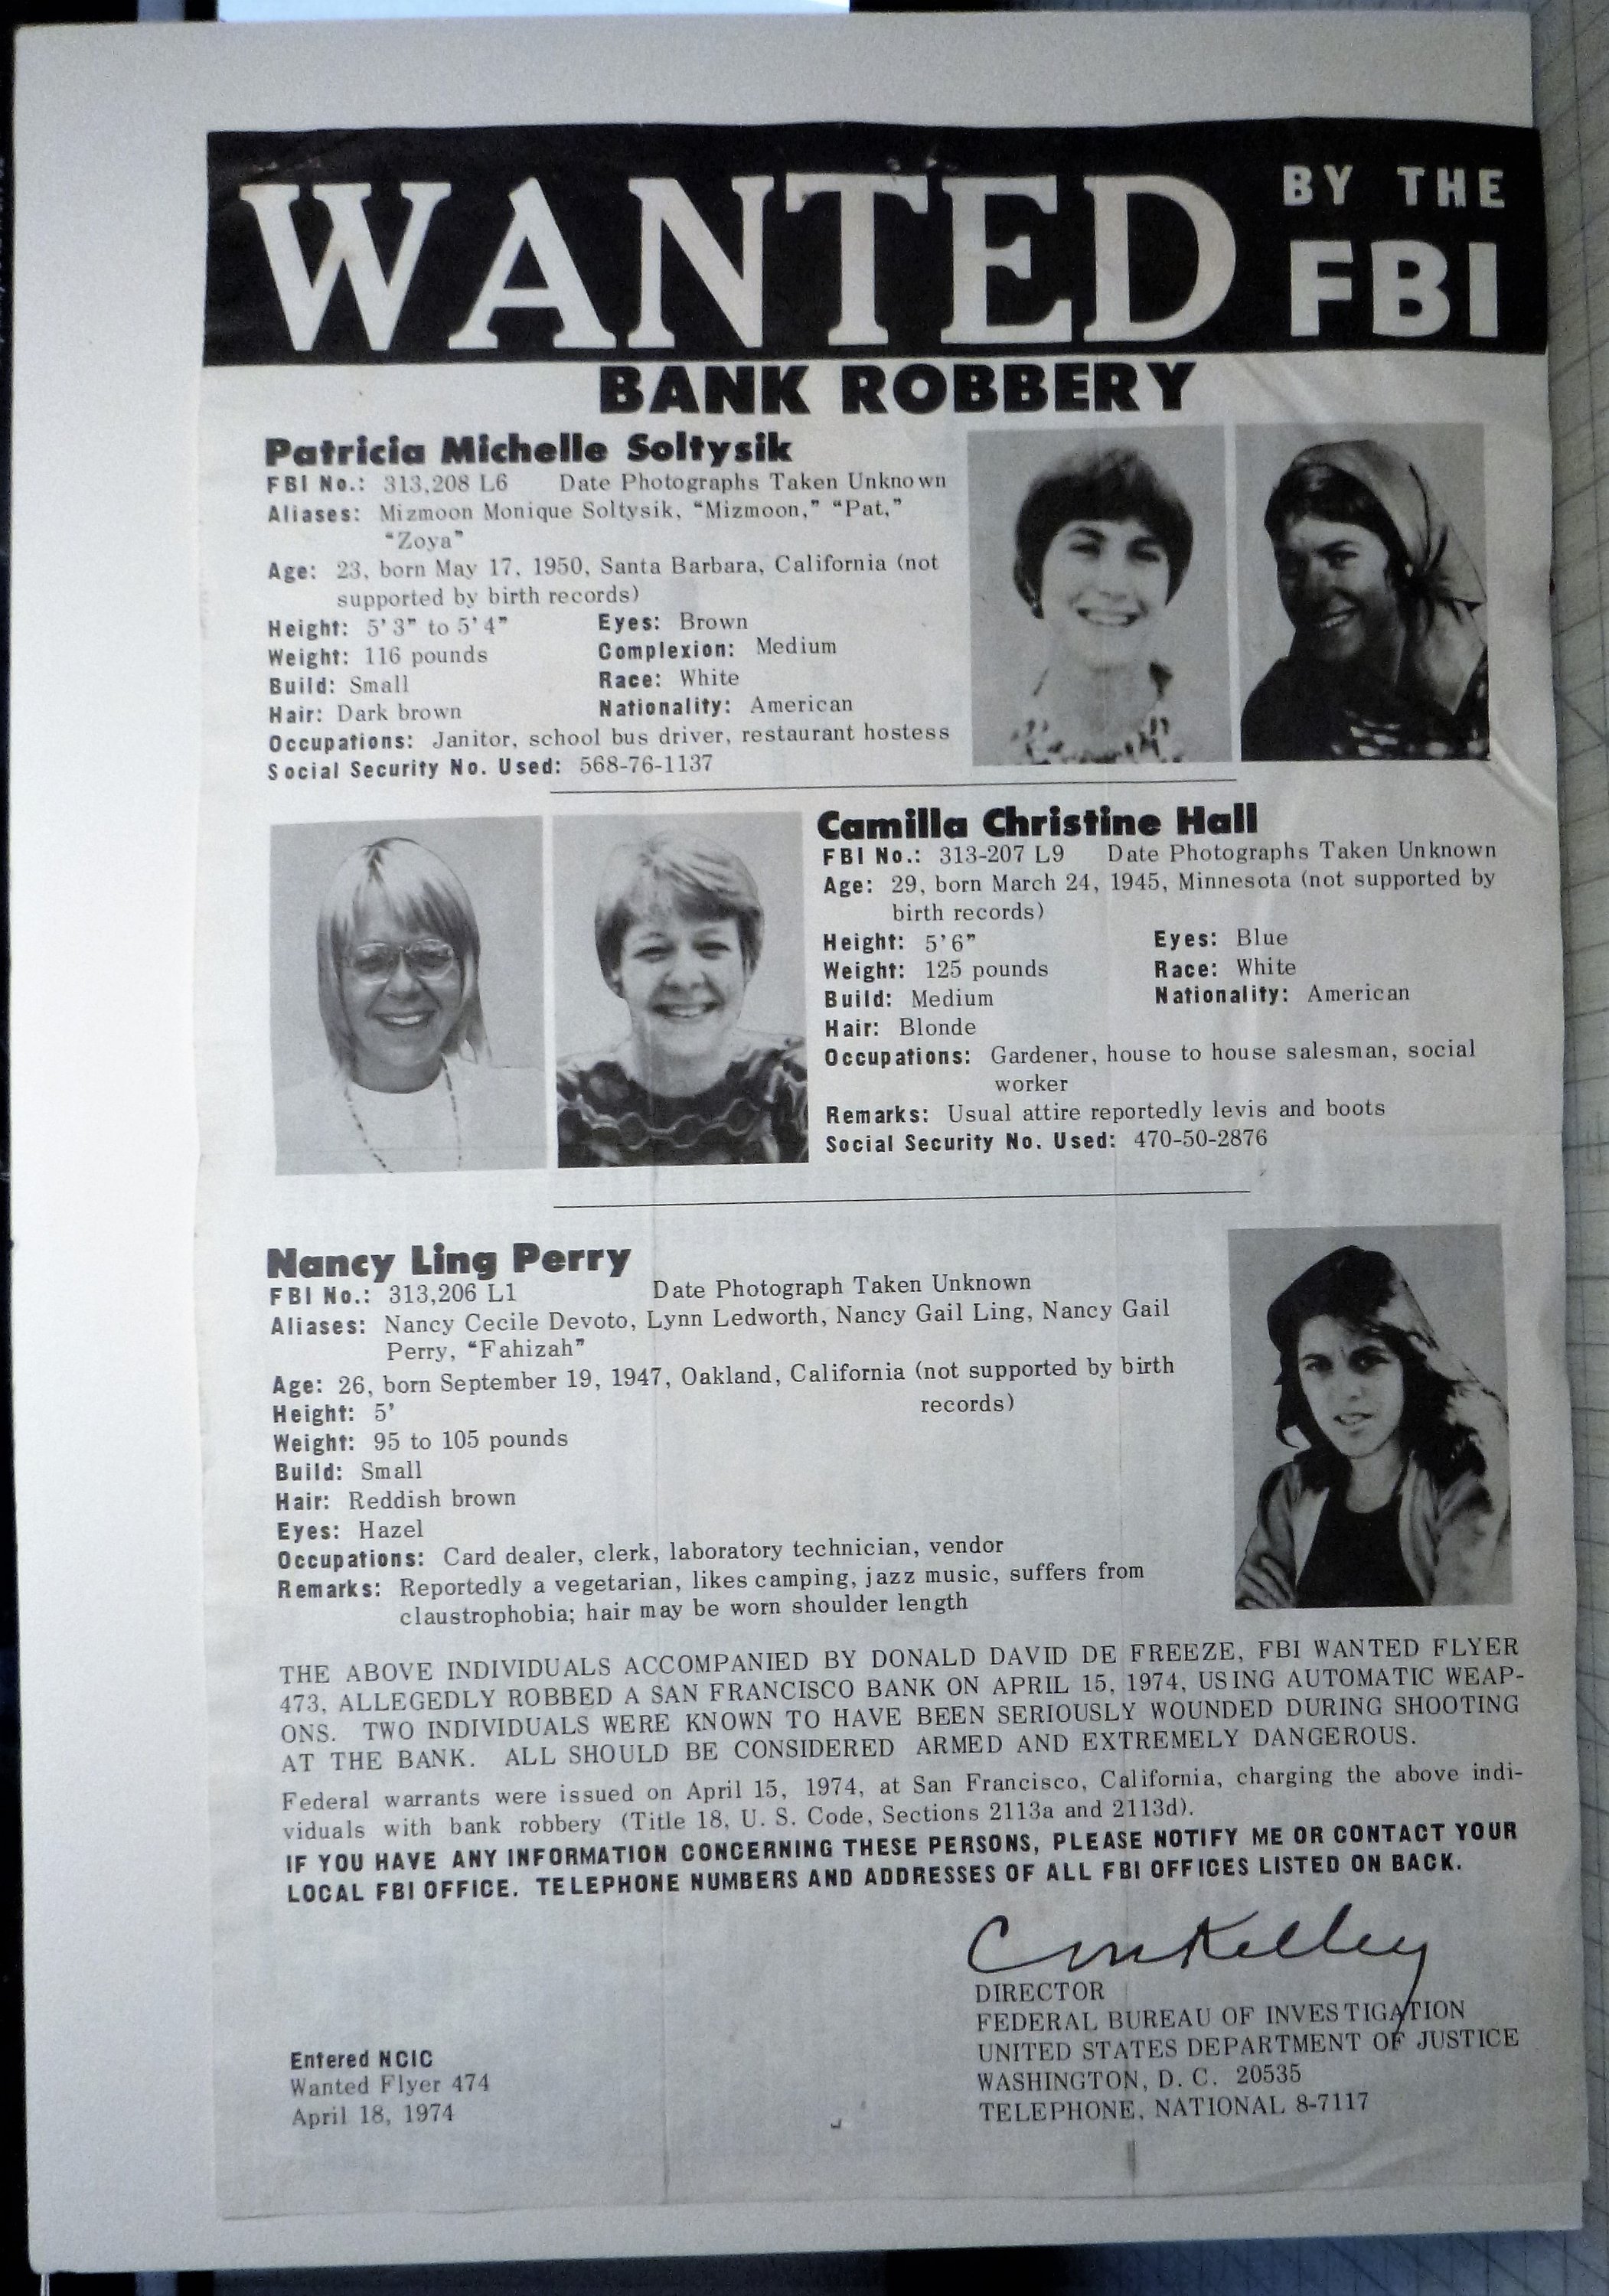 WANTED BY THE FBI
BANK ROBBERY
Patricia Michelle Soltysik
FBI No.: 313,208 L6 Date Photographs Taken Unknown
Aliases: Mizmoon Monique Soltysik, “Mizmoon,” “Pat,”
“Zoya”
Age: 23, born May 17, 1950, Santa Barbara, California (not
supported by birth records)
Height: 5'3" to 5'4" Eyes: Brown
Weight: 116 pounds Complexion: Medium
Build: Small Race: White
Hair: Dark brown Nationality: American
Occupations: Janitor, school bus driver, restaurant hostess
Social Security No. Used: 568-76-1137
Camilla Christine Hall
FBI No.: 313-207 L9 Date Photographs Taken Unknown
Age: 29, born March 24, 1945, Minnesota (not supported by
birth records)
Height: 5'6" Eyes: Blue
Weight: 125 pounds Race: White
Build: Medium Nationality: American
Hair: Blonde
Occupations: Gardener, house to house salesman, social
worker
Remarks: Usual attire reportedly levis and boots
Social Security No. Used: 470-50-2876
Nancy Ling Perry
FBI No.: 313,206 L1 Date Photograph Taken Unknown
Aliases: Nancy Cecile Devoto, Lynn Ledworth, Nancy Gail Ling, Nancy Gail
Perry, “Fahizah”
Age: 26, born September 19, 1947, Oakland, California (not supported by birth
records)
Height: 5'
Weight: 95 to 105 pounds
Build: Small
Hair: Reddish brown
Eyes: Hazel
Occupations: Card dealer, clerk, laboratory technician, vendor
Remarks: Reportedly a vegetarian, likes camping, jazz music, suffers from
claustrophobia; hair may be worn shoulder length
THE ABOVE INDIVIDUALS ACCOMPANIED BY DONALD DAVID DE FREEZE, FBI WANTED FLYER
473, ALLEGEDLY ROBBED A SAN FRANCISCO BANK ON APRIL 15, 1974, USING AUTOMATIC WEAP-
ONS. TWO INDIVIDUALS WERE KNOWN TO HAVE BEEN SERIOUSLY WOUNDED DURING SHOOTING
AT THE BANK. ALL SHOULD BE CONSIDERED ARMED AND EXTREMELY DANGEROUS.
Federal warrants were issued on April 15, 1974, at San Francisco, California, charging the above indi-
viduals with bank robbery (Title 18, U. S. Code, Sections 2113a and 2113d).
IF YOU HAVE ANY INFORMATION CONCERNING THESE PERSONS, PLEASE NOTIFY ME OR CONTACT YOUR
LOCAL FBI OFFICE. TELEPHONE NUMBERS AND ADDRESSES OF ALL FBI OFFICES LISTED ON BACK.
CMKelley
DIRECTOR
FEDERAL BUREAU OF INVESTIGATION
UNITED STATES DEPARTMENT OF JUSTICE
WASHINGTON, D. C. 20535
TELEPHONE, NATIONAL 8-7117
Entered NCIC
Wanted Flyer 474
April 18, 1974